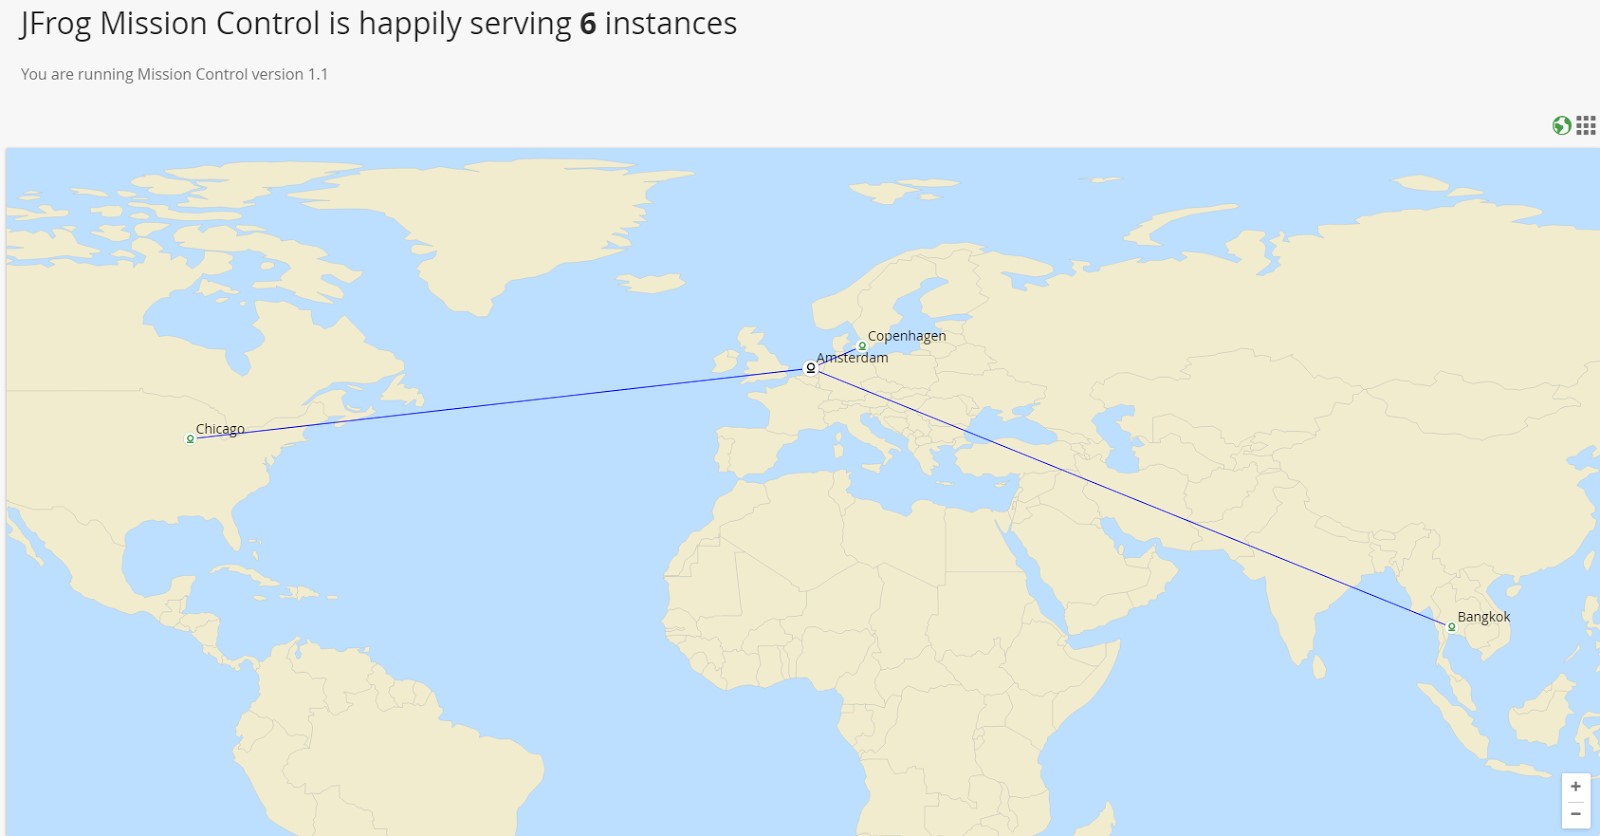 JFrog Mission Control is happily serving 6 instances
You are running Mission Control version 1.1
Copenhagen
Amsterdam
Chicago
Bangkok
+
−